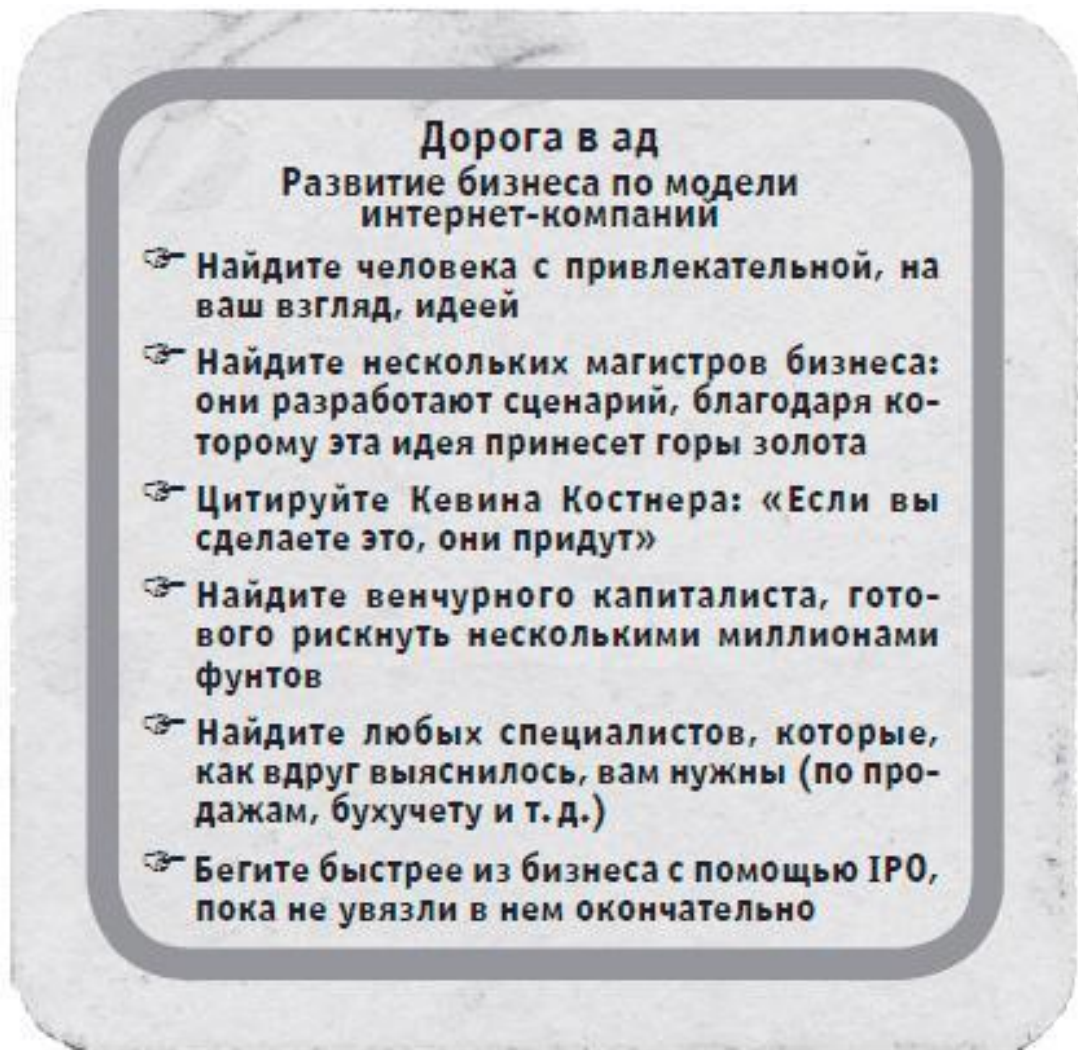 Дорога в ад
Развитие бизнеса по модели
интернет-компаний
☞ Найдите человека с привлекательной, на
ваш взгляд, идеей
☞ Найдите нескольких магистров бизнеса:
они разработают сценарий, благодаря ко-
торому эта идея принесет горы золота
☞ Цитируйте Кевина Костнера: «Если вы
сделаете это, они придут»
☞ Найдите венчурного капиталиста, гото-
вого рискнуть несколькими миллионами
фунтов
☞ Найдите любых специалистов, которые,
как вдруг выяснилось, вам нужны (по про-
дажам, бухучету и т. д.)
☞ Бегите быстрее из бизнеса с помощью IPO,
пока не увязли в нем окончательно